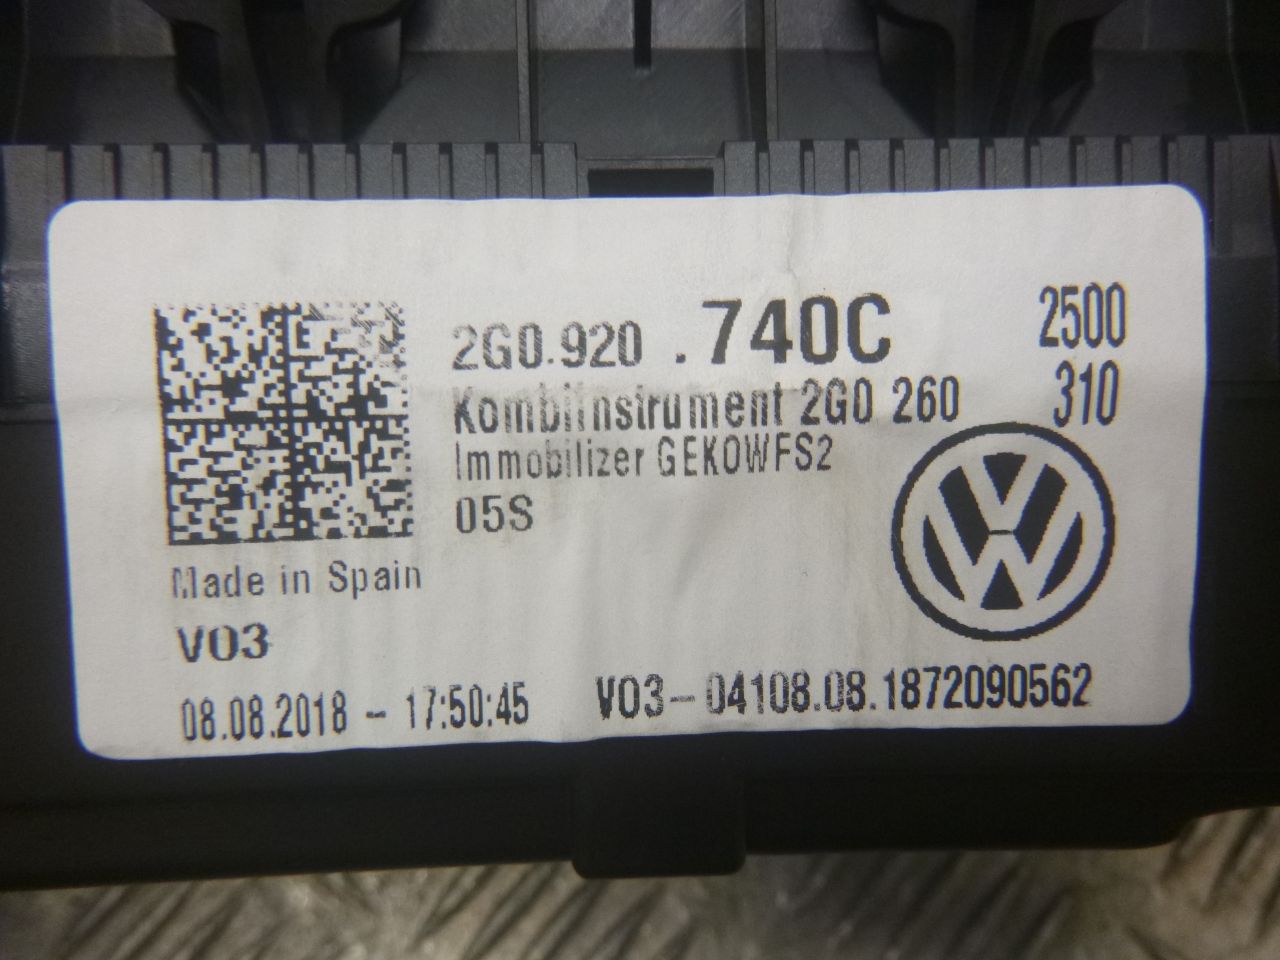 2G0.920 .740C 2500
Kombiinstrument 2G0 260 310
Immobilizer GEKOWFS2
05S
Made in Spain
V03
08.08.2018 - 17:50:45 V03-04108.08.1872090562